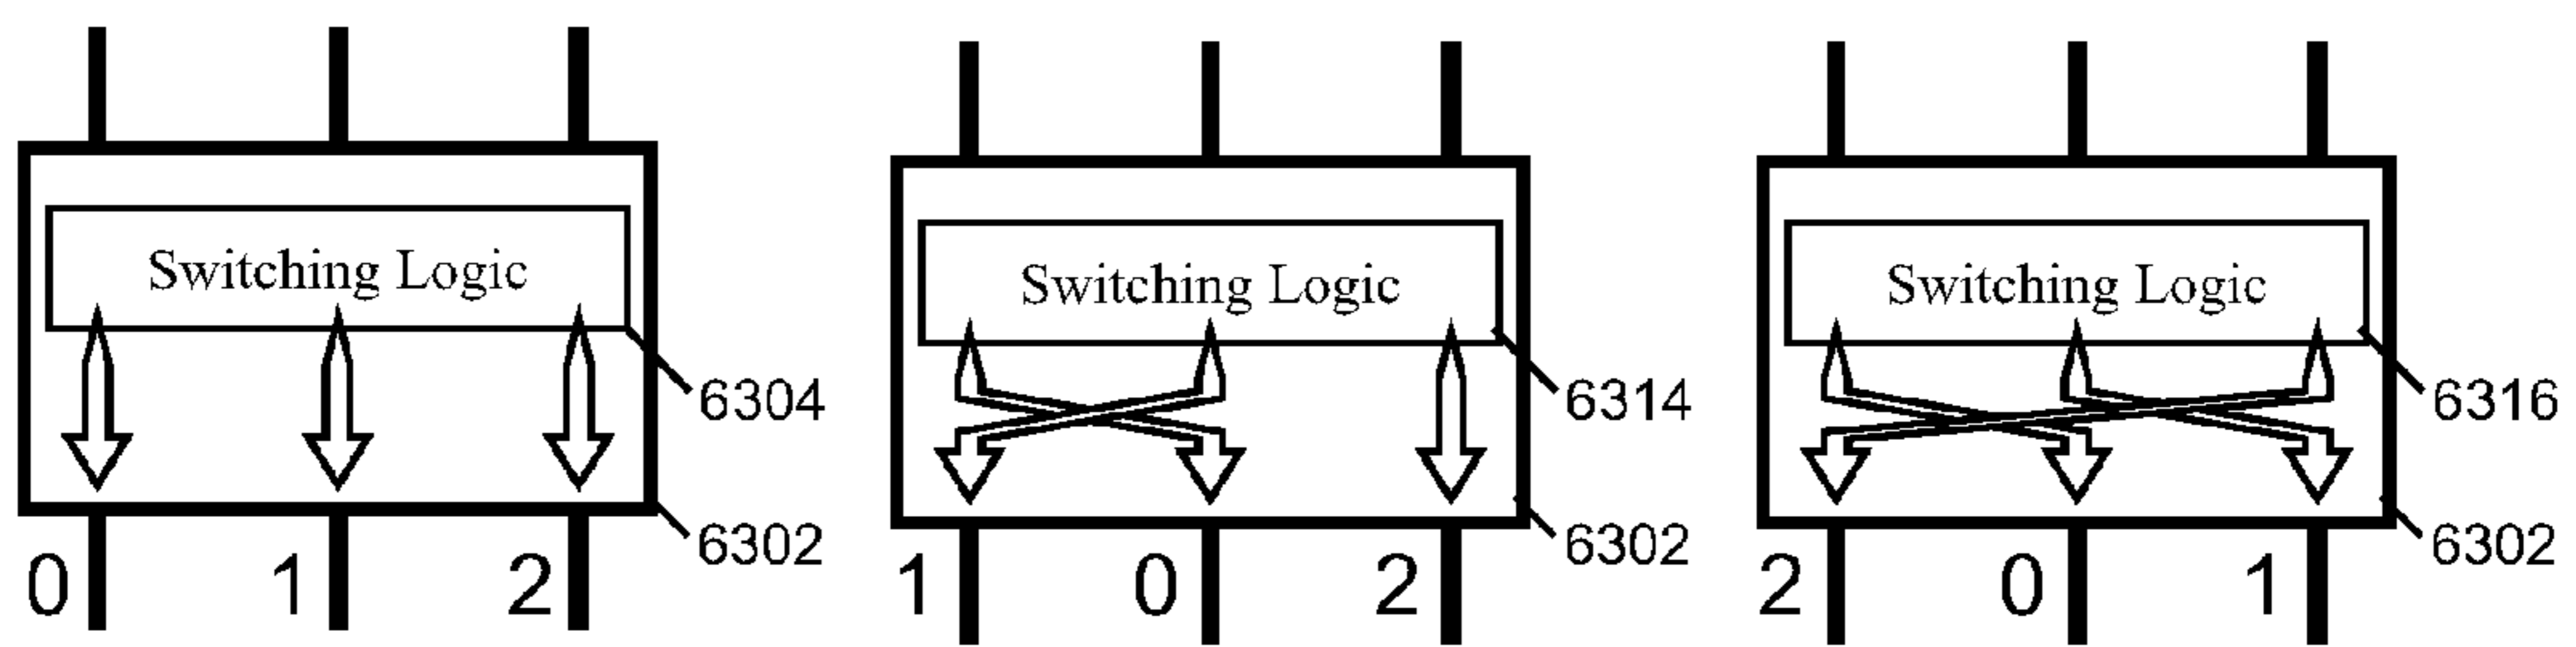 Switching Logic
6304
6302
0 1 2
Switching Logic
6314
6302
1 0 2
Switching Logic
6316
6302
2 0 1